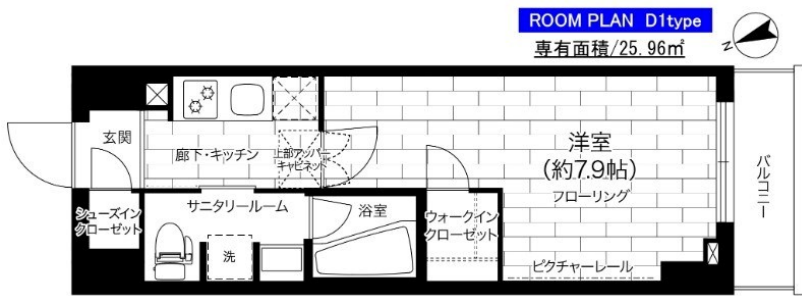 ROOM PLAN D1type
専有面積/25.96㎡
N
玄関
廊下・キッチン
上部アッパー
キャビネット
洋室
(約7.9帖)
フローリング
バルコニー
シューズイン
クローゼット
サニタリールーム
浴室
ウォークイン
クローゼット
洗
ピクチャーレール